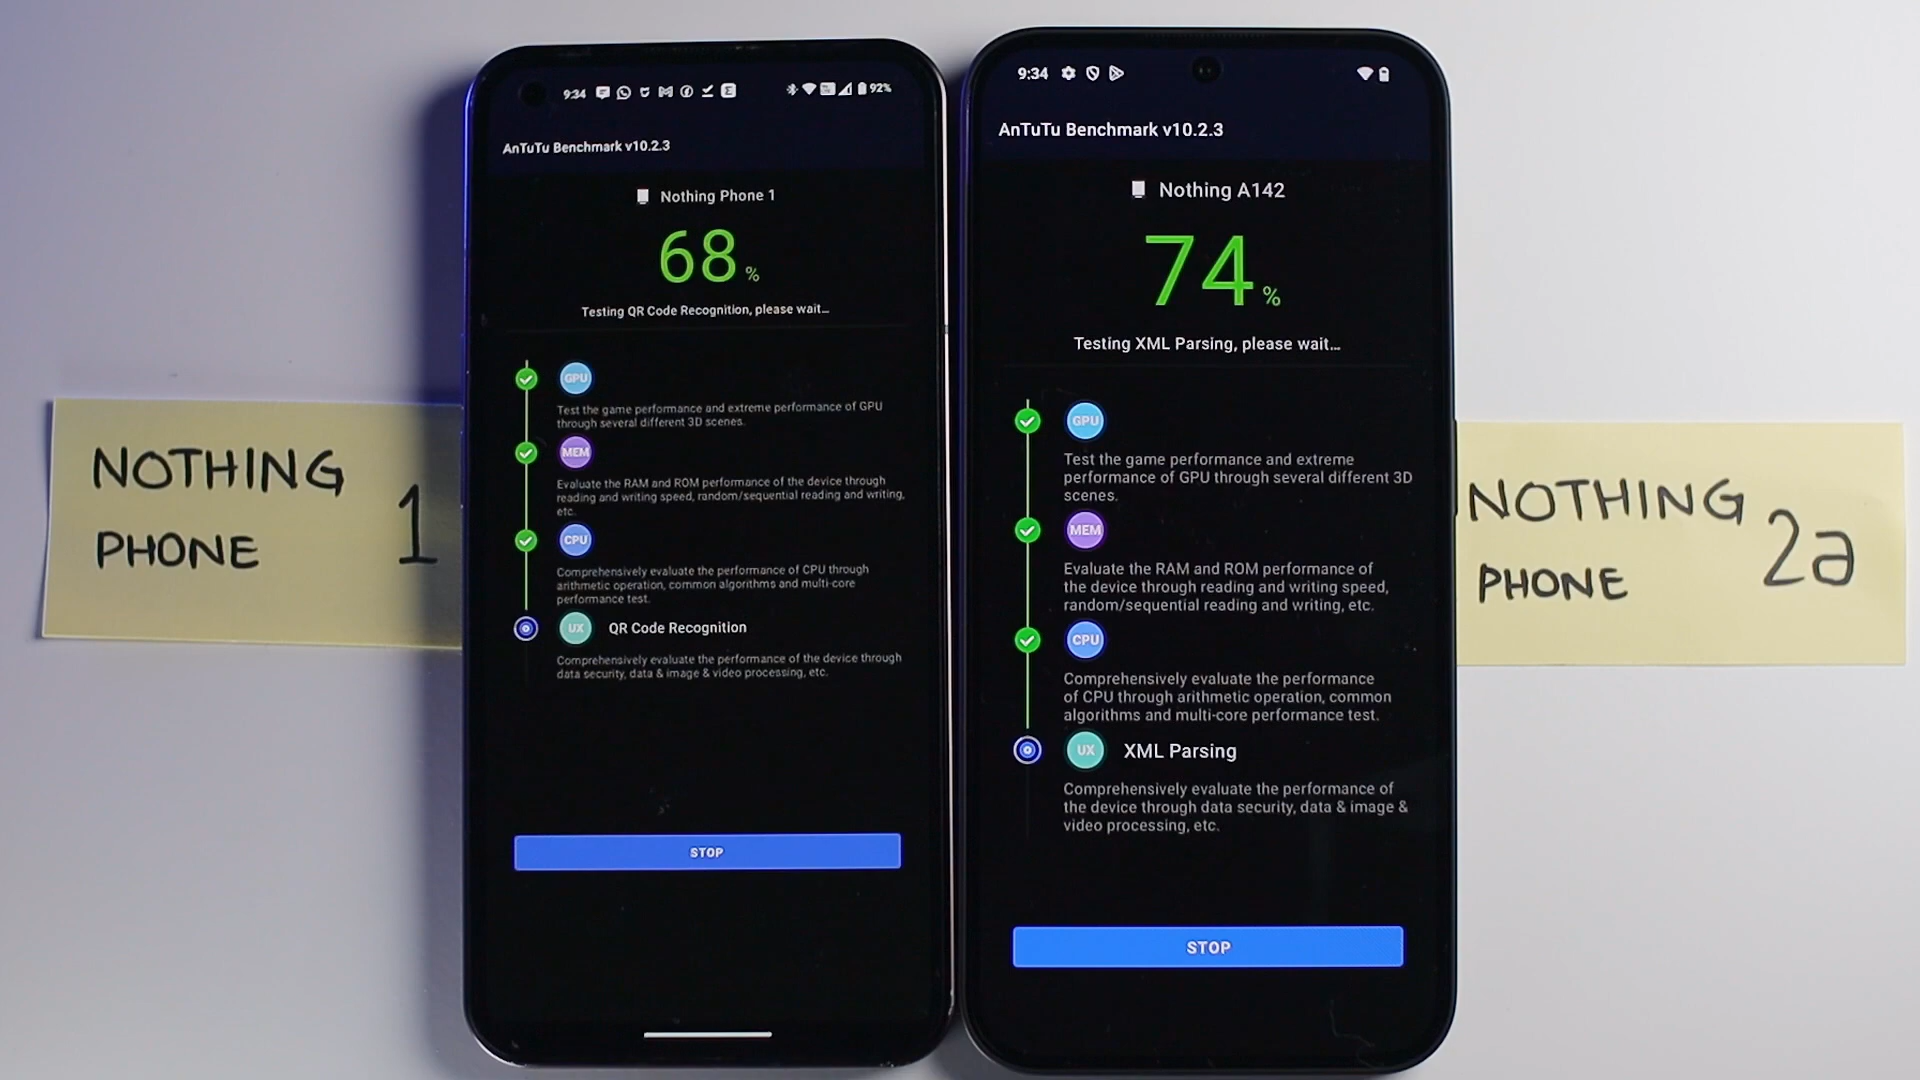 NOTHING
PHONE 1
9:34 92%
AnTuTu Benchmark v10.2.3
Nothing Phone 1
68 %
Testing QR Code Recognition, please wait...
GPU
Test the game performance and extreme performance of GPU
through several different 3D scenes.
MEM
Evaluate the RAM and ROM performance of the device through
reading and writing speed, random/sequential reading and writing,
etc.
CPU
Comprehensively evaluate the performance of CPU through
arithmetic operation, common algorithms and multi-core
performance test.
UX QR Code Recognition
Comprehensively evaluate the performance of the device through
data security, data & image & video processing, etc.
STOP
9:34
AnTuTu Benchmark v10.2.3
Nothing A142
74 %
Testing XML Parsing, please wait...
GPU
Test the game performance and extreme
performance of GPU through several different 3D
scenes.
MEM
Evaluate the RAM and ROM performance of
the device through reading and writing speed,
random/sequential reading and writing, etc.
CPU
Comprehensively evaluate the performance
of CPU through arithmetic operation, common
algorithms and multi-core performance test.
UX XML Parsing
Comprehensively evaluate the performance of
the device through data security, data & image &
video processing, etc.
STOP
NOTHING
PHONE 2a